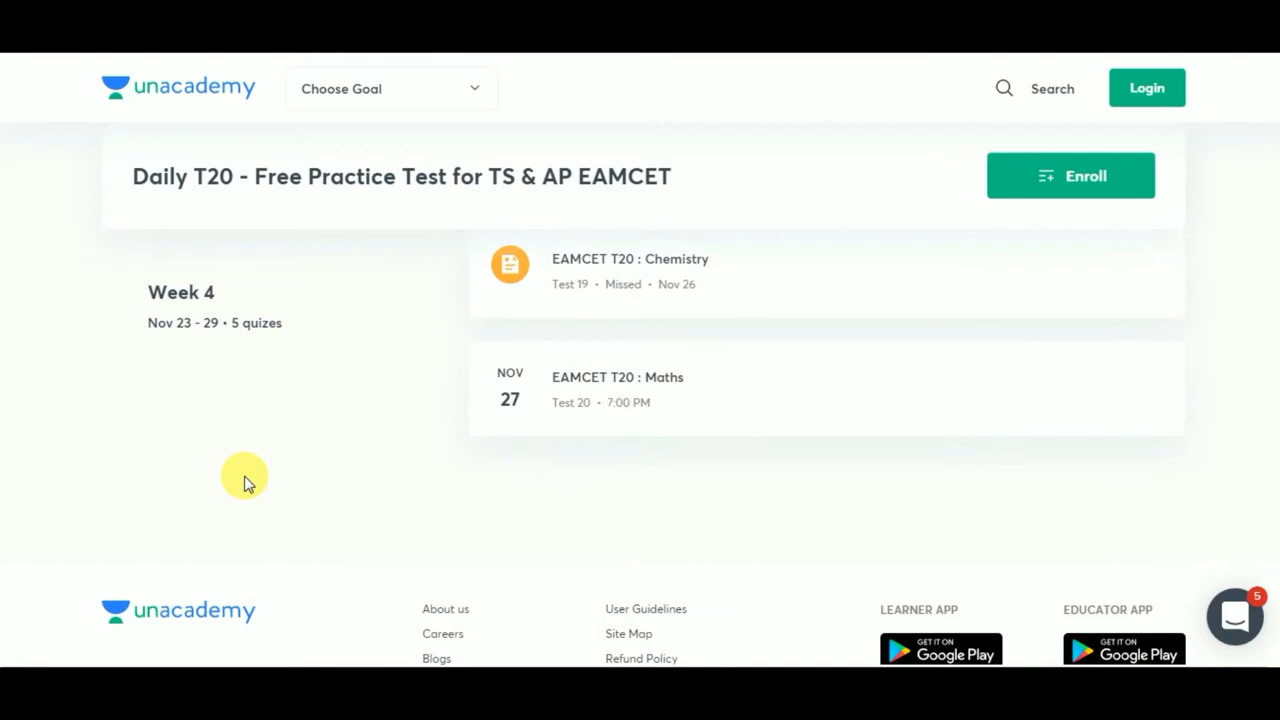 unacademy
Choose Goal
Search
Login
Daily T20 - Free Practice Test for TS & AP EAMCET
Enroll
EAMCET T20 : Chemistry
Test 19 • Missed • Nov 26
Week 4
Nov 23 - 29 • 5 quizes
NOV
27
EAMCET T20 : Maths
Test 20 • 7:00 PM
5
unacademy
About us
Careers
Blogs
User Guidelines
Site Map
Refund Policy
LEARNER APP
GET IT ON
Google Play
EDUCATOR APP
GET IT ON
Google Play